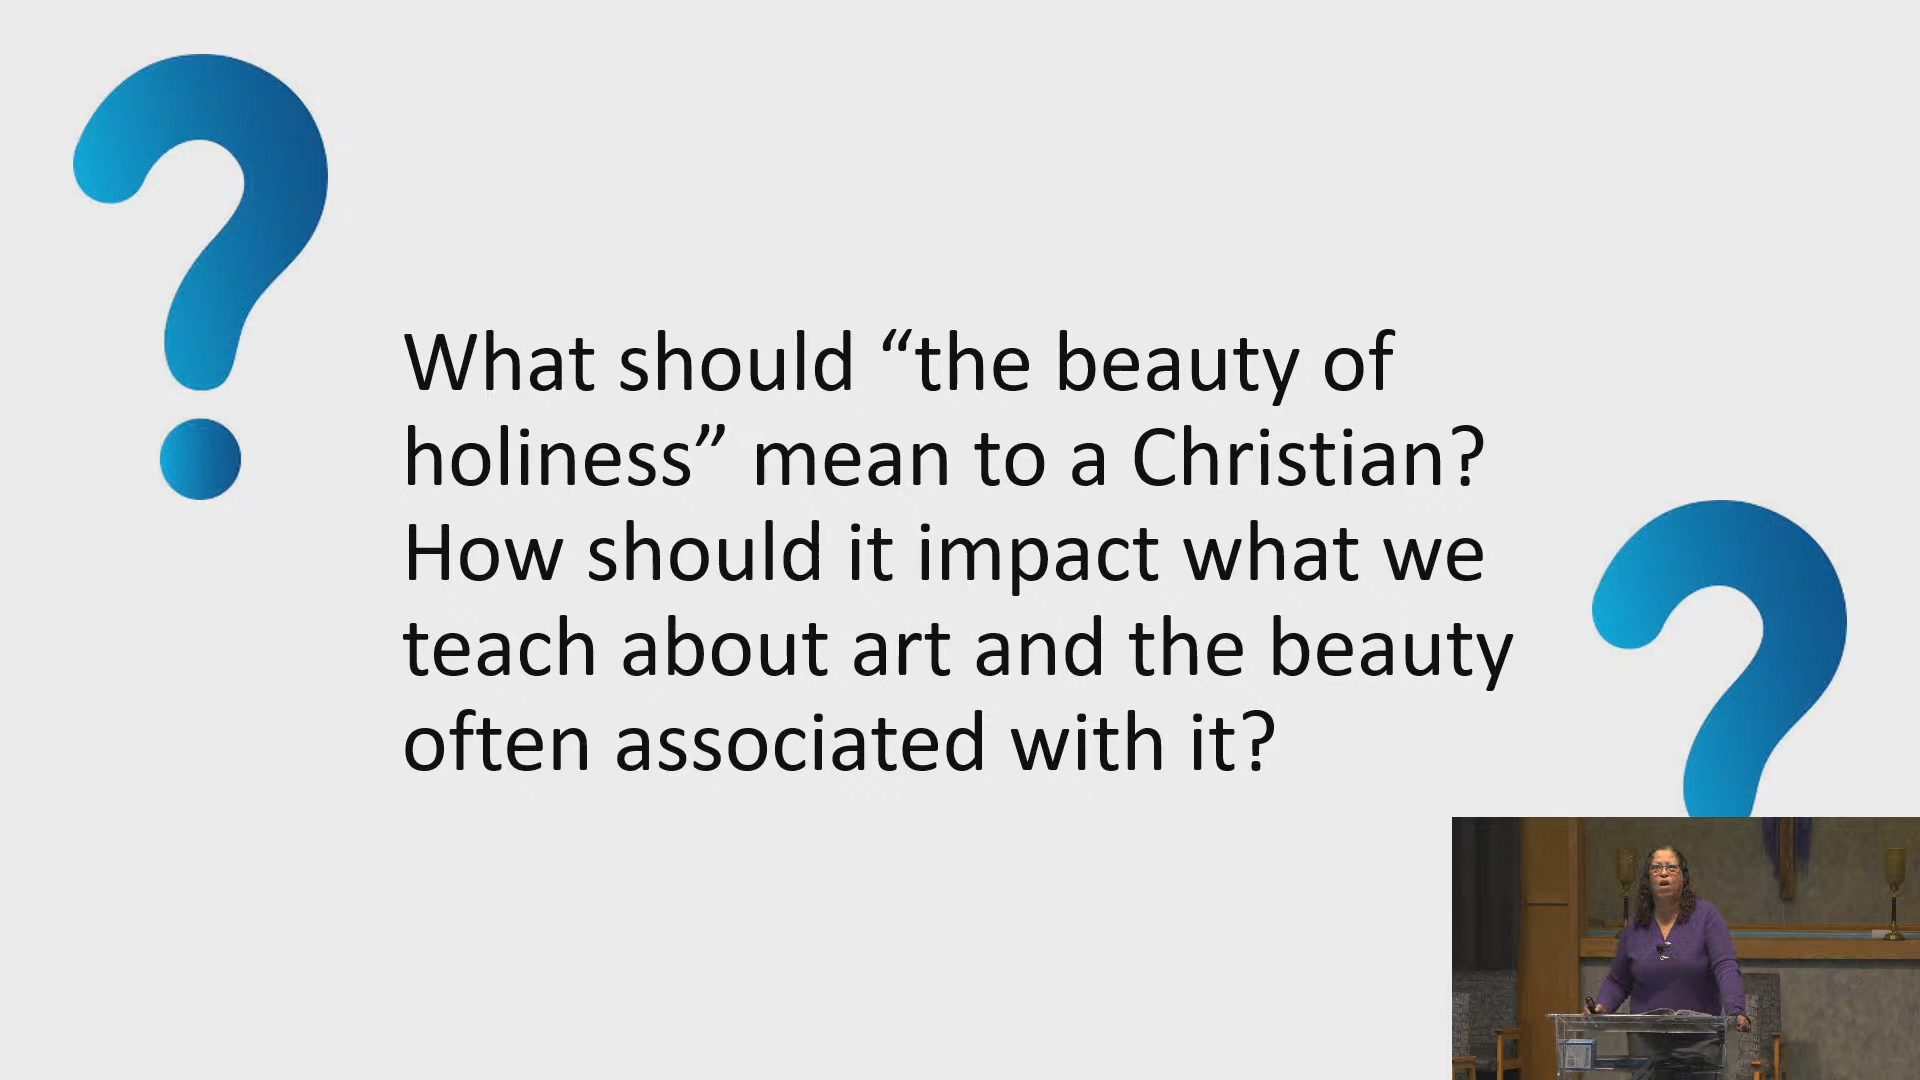 What should “the beauty of
holiness” mean to a Christian?
How should it impact what we
teach about art and the beauty
often associated with it?